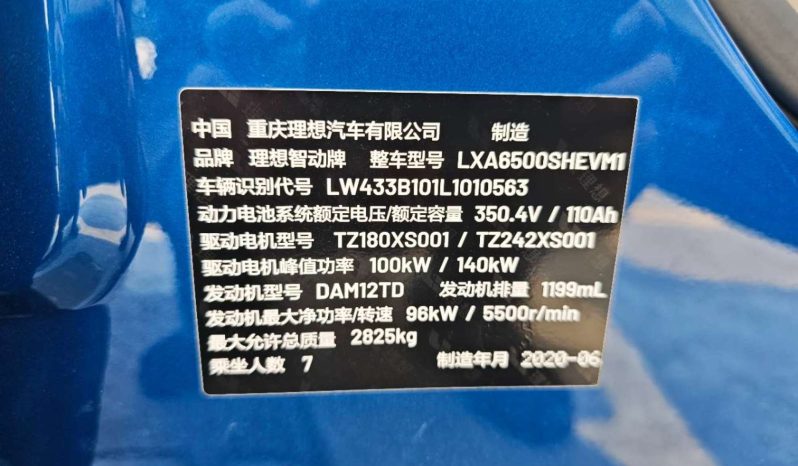 中国 重庆理想汽车有限公司 制造
品牌 理想智动牌 整车型号 LXA6500SHEVM1
车辆识别代号 LW433B101L1010563
动力电池系统额定电压/额定容量 350.4V / 110Ah
驱动电机型号 TZ180XS001 / TZ242XS001
驱动电机峰值功率 100kW / 140kW
发动机型号 DAM12TD 发动机排量 1199mL
发动机最大净功率/转速 96kW / 5500r/min
最大允许总质量 2825kg
乘坐人数 7 制造年月 2020-06